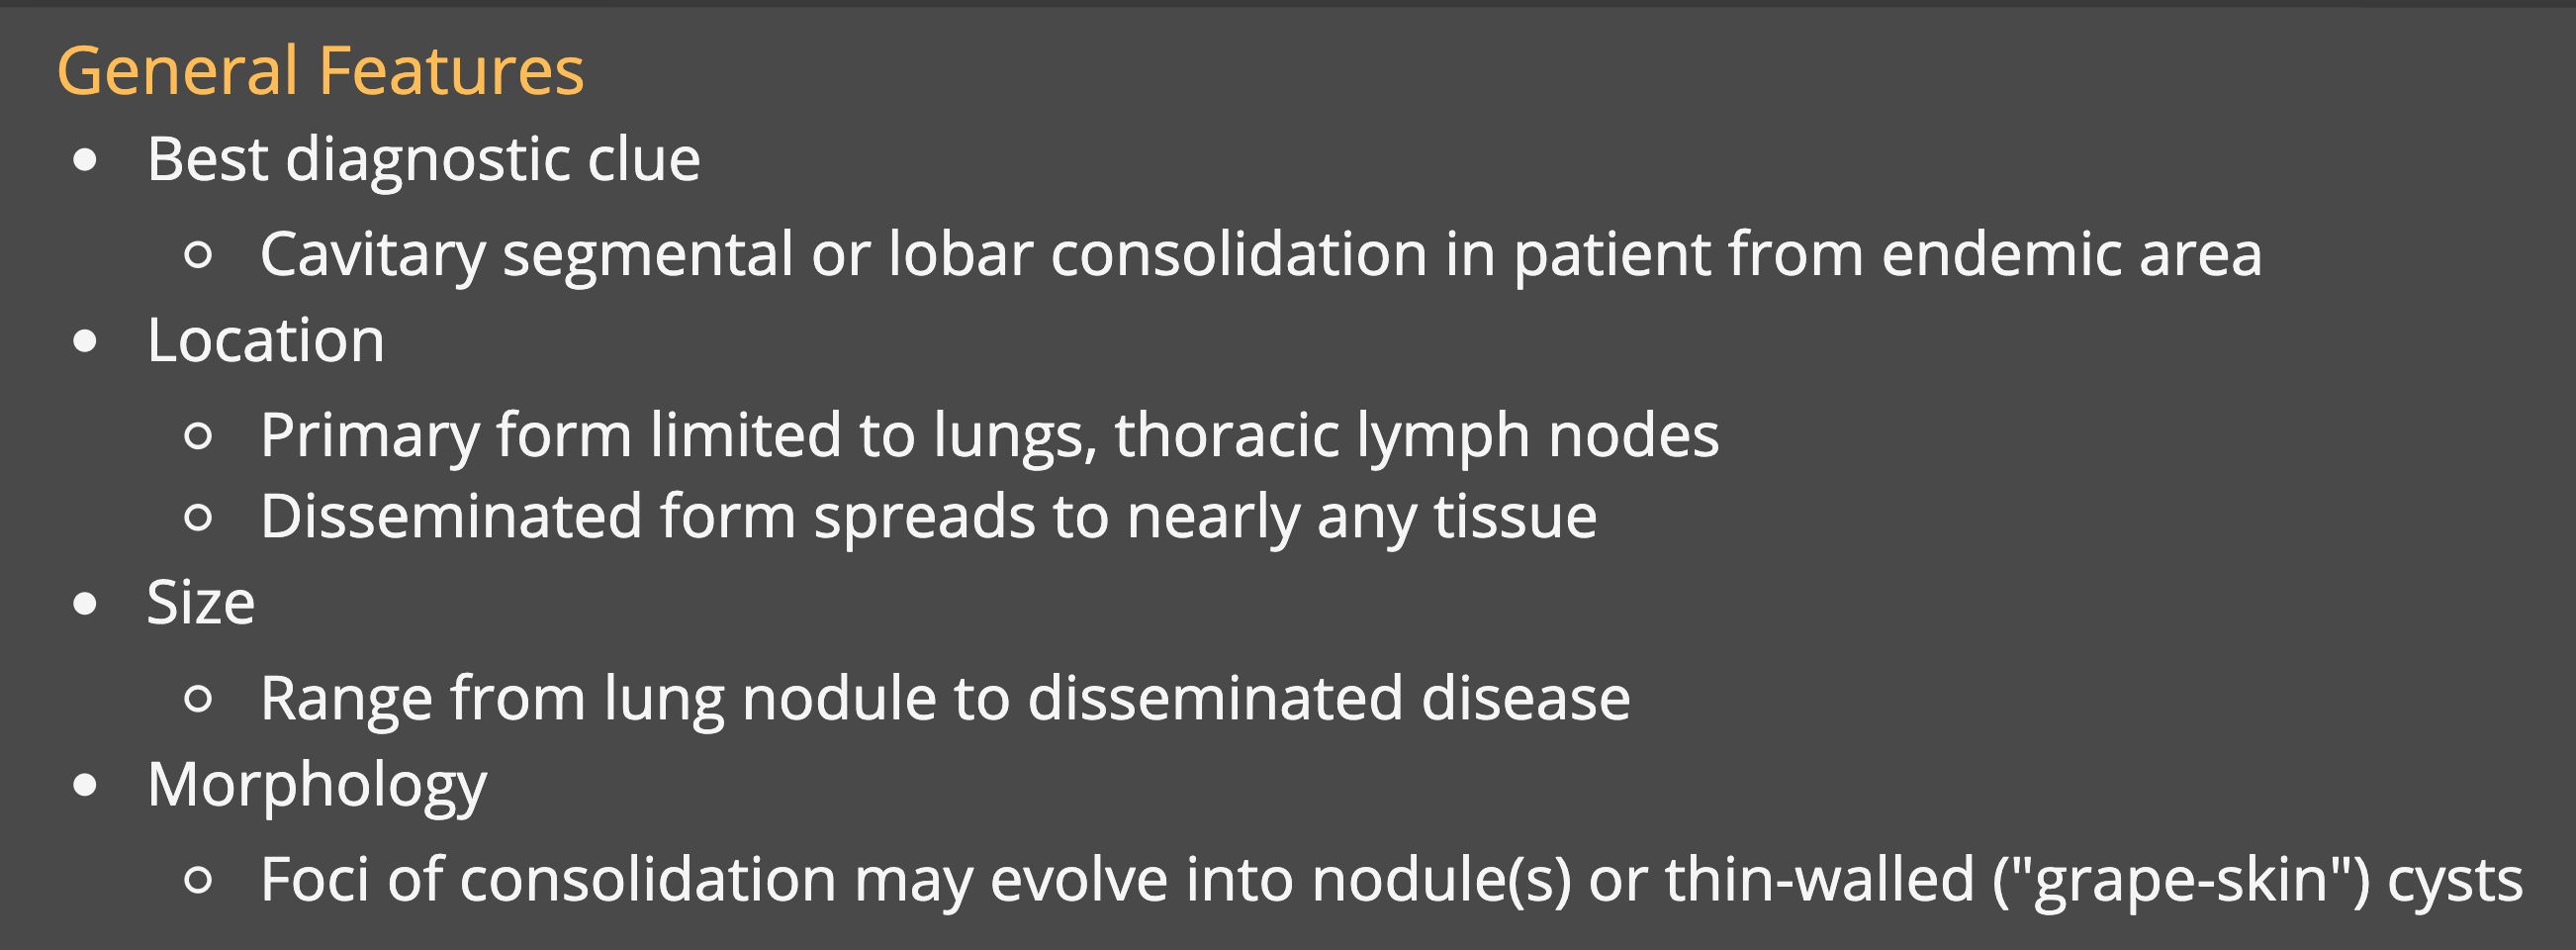 General Features
• Best diagnostic clue
○ Cavitary segmental or lobar consolidation in patient from endemic area
• Location
○ Primary form limited to lungs, thoracic lymph nodes
○ Disseminated form spreads to nearly any tissue
• Size
○ Range from lung nodule to disseminated disease
• Morphology
○ Foci of consolidation may evolve into nodule(s) or thin-walled ("grape-skin") cysts